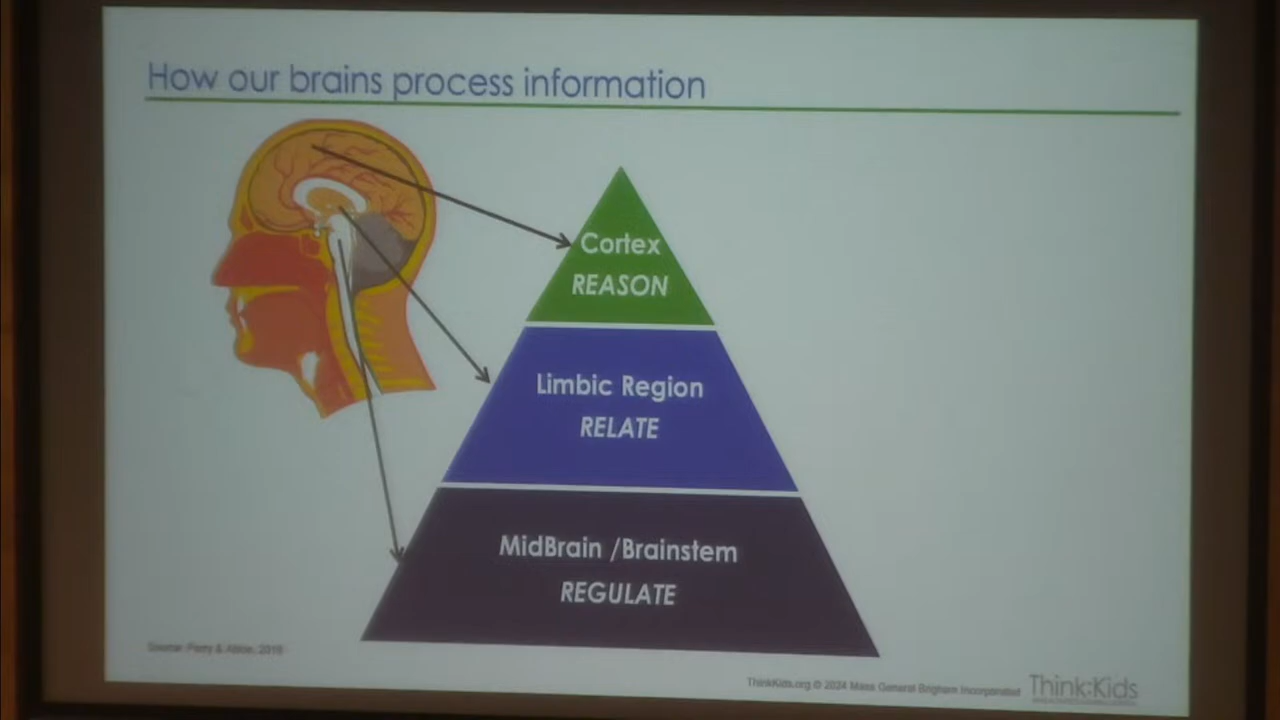 How our brains process information
Cortex
REASON
Limbic Region
RELATE
MidBrain /Brainstem
REGULATE
Source: Perry & Ablon, 2019
ThinkKids.org © 2024 Mass General Brigham Incorporated
Think:Kids